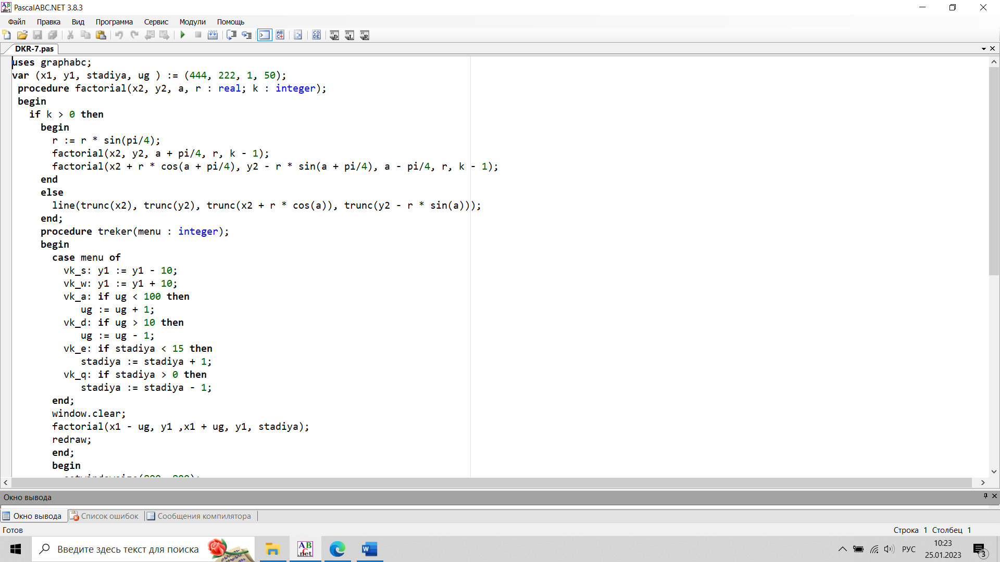 PascalABC.NET 3.8.3
Файл Правка Вид Программа Сервис Модули Помощь
DKR-7.pas
uses graphabc;
var (x1, y1, stadiya, ug ) := (444, 222, 1, 50);
procedure factorial(x2, y2, a, r : real; k : integer);
begin
if k > 0 then
begin
r := r * sin(pi/4);
factorial(x2, y2, a + pi/4, r, k - 1);
factorial(x2 + r * cos(a + pi/4), y2 - r * sin(a + pi/4), a - pi/4, r, k - 1);
end
else
line(trunc(x2), trunc(y2), trunc(x2 + r * cos(a)), trunc(y2 - r * sin(a)));
end;
procedure treker(menu : integer);
begin
case menu of
vk_s: y1 := y1 - 10;
vk_w: y1 := y1 + 10;
vk_a: if ug < 100 then
ug := ug + 1;
vk_d: if ug > 10 then
ug := ug - 1;
vk_e: if stadiya < 15 then
stadiya := stadiya + 1;
vk_q: if stadiya > 0 then
stadiya := stadiya - 1;
end;
window.clear;
factorial(x1 - ug, y1 ,x1 + ug, y1, stadiya);
redraw;
end;
begin
Окно вывода
Окно вывода Список ошибок Сообщения компилятора
Готов
Строка 1 Столбец 1
Введите здесь текст для поиска
РУС
10:23
25.01.2023
3